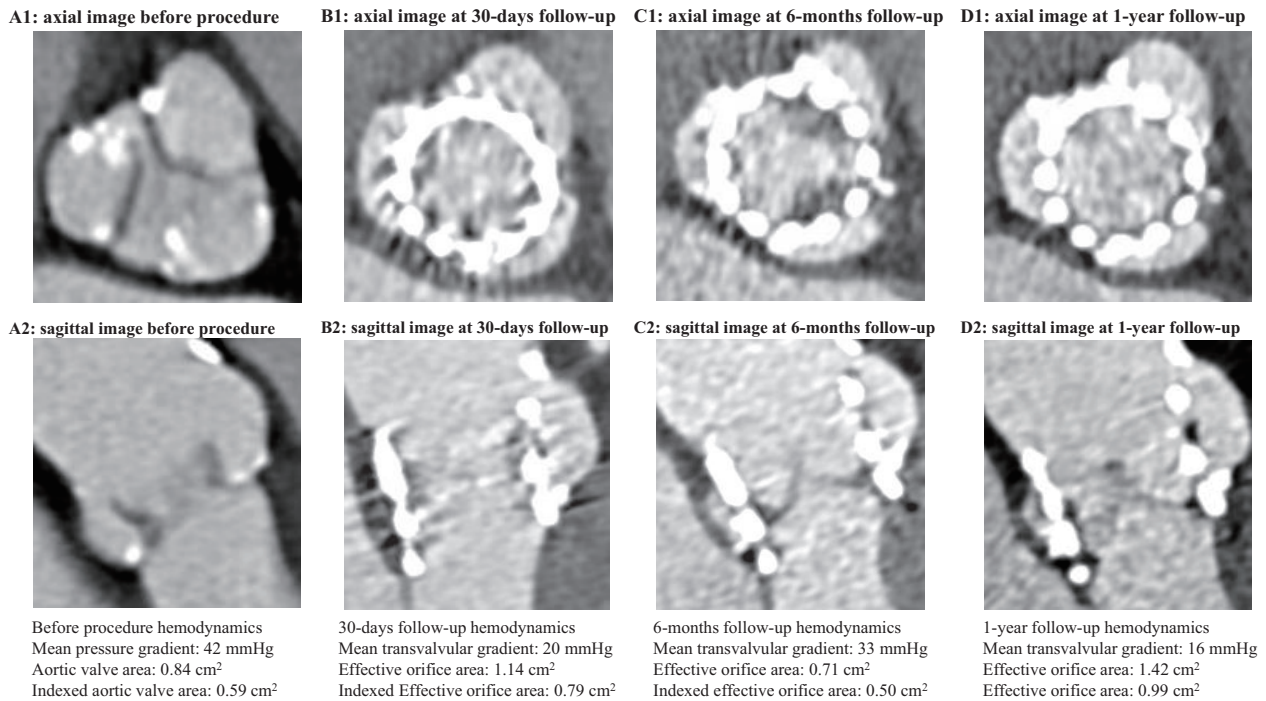 A1: axial image before procedure
B1: axial image at 30-days follow-up
C1: axial image at 6-months follow-up
D1: axial image at 1-year follow-up
A2: sagittal image before procedure
B2: sagittal image at 30-days follow-up
C2: sagittal image at 6-months follow-up
D2: sagittal image at 1-year follow-up
Before procedure hemodynamics
Mean pressure gradient: 42 mmHg
Aortic valve area: 0.84 cm²
Indexed aortic valve area: 0.59 cm²
30-days follow-up hemodynamics
Mean transvalvular gradient: 20 mmHg
Effective orifice area: 1.14 cm²
Indexed Effective orifice area: 0.79 cm²
6-months follow-up hemodynamics
Mean transvalvular gradient: 33 mmHg
Effective orifice area: 0.71 cm²
Indexed effective orifice area: 0.50 cm²
1-year follow-up hemodynamics
Mean transvalvular gradient: 16 mmHg
Effective orifice area: 1.42 cm²
Effective orifice area: 0.99 cm²